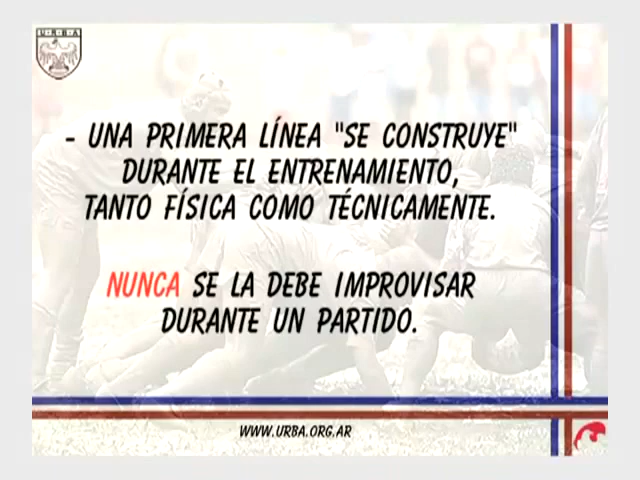 U.R.B.A
- UNA PRIMERA LÍNEA "SE CONSTRUYE"
DURANTE EL ENTRENAMIENTO,
TANTO FÍSICA COMO TÉCNICAMENTE.
NUNCA SE LA DEBE IMPROVISAR
DURANTE UN PARTIDO.
WWW.URBA.ORG.AR